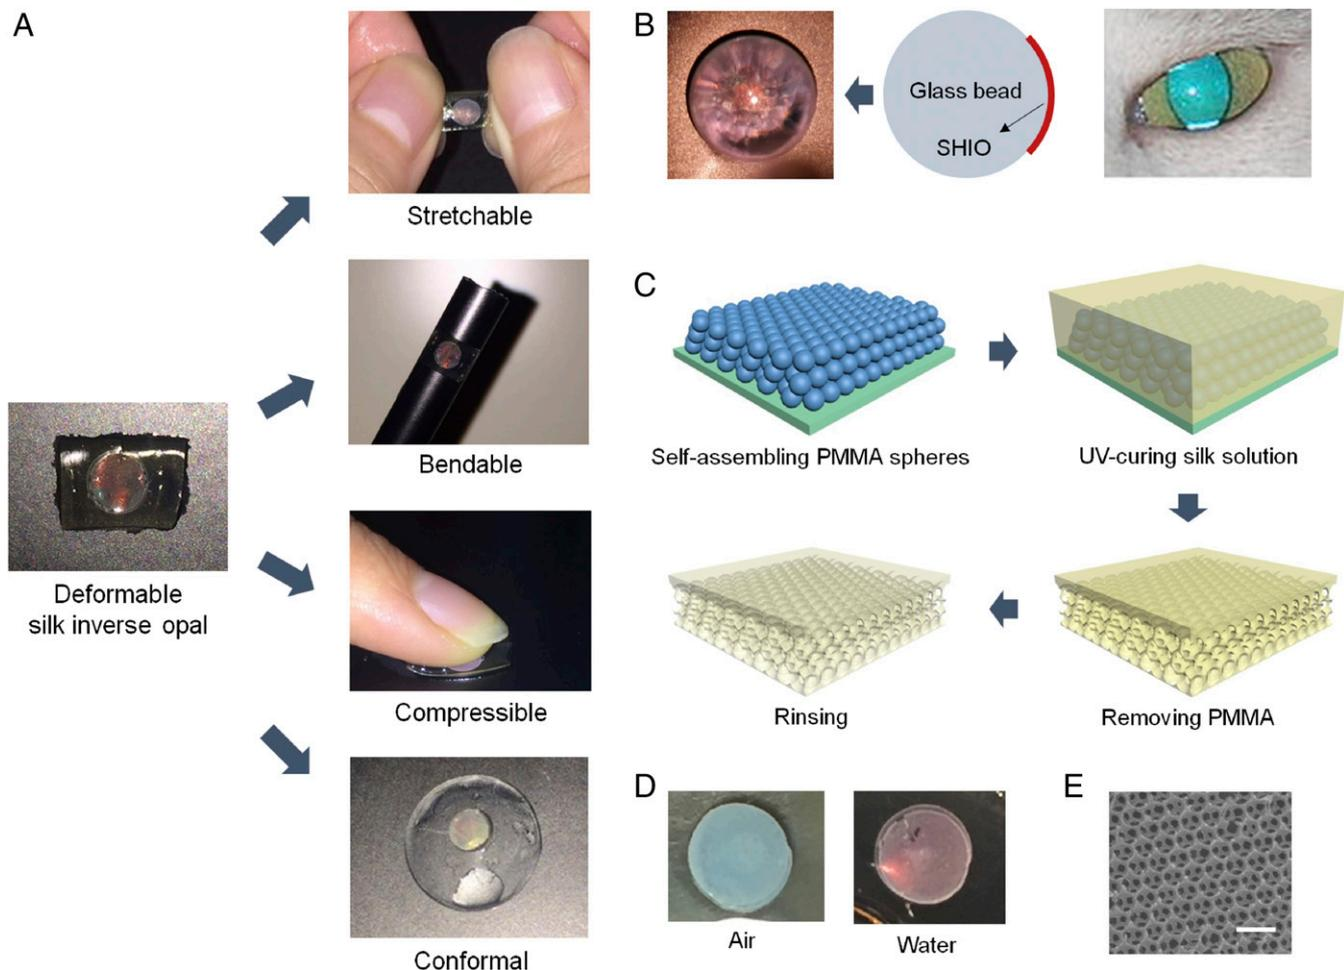 A
Stretchable
Bendable
Deformable
silk inverse opal
Compressible
Conformal
B
Glass bead
SHIO
C
Self-assembling PMMA spheres
UV-curing silk solution
Rinsing
Removing PMMA
D
Air
Water
E